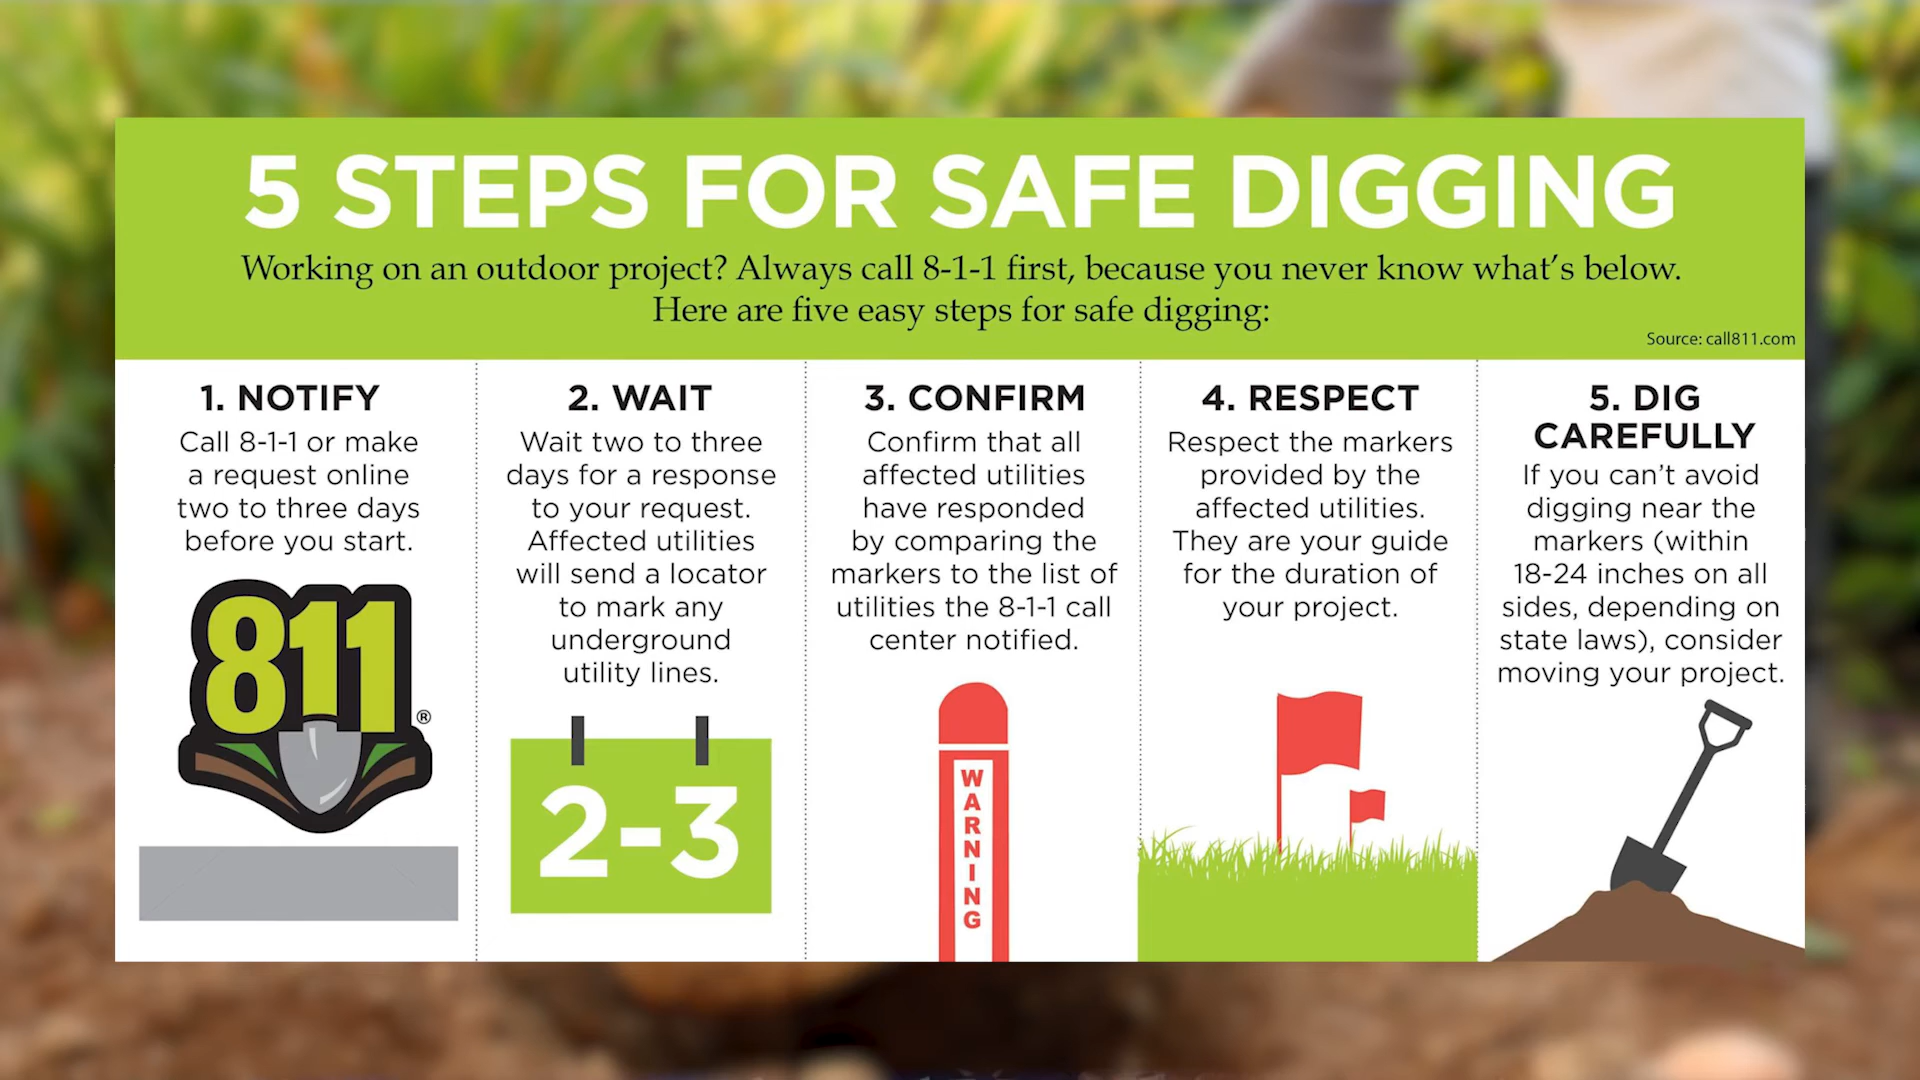 5 STEPS FOR SAFE DIGGING
Working on an outdoor project? Always call 8-1-1 first, because you never know what's below.
Here are five easy steps for safe digging:
Source: call811.com
1. NOTIFY
Call 8-1-1 or make
a request online
two to three days
before you start.
811®
2. WAIT
Wait two to three
days for a response
to your request.
Affected utilities
will send a locator
to mark any
underground
utility lines.
2-3
3. CONFIRM
Confirm that all
affected utilities
have responded
by comparing the
markers to the list of
utilities the 8-1-1 call
center notified.
WARNING
4. RESPECT
Respect the markers
provided by the
affected utilities.
They are your guide
for the duration of
your project.
5. DIG
CAREFULLY
If you can't avoid
digging near the
markers (within
18-24 inches on all
sides, depending on
state laws), consider
moving your project.